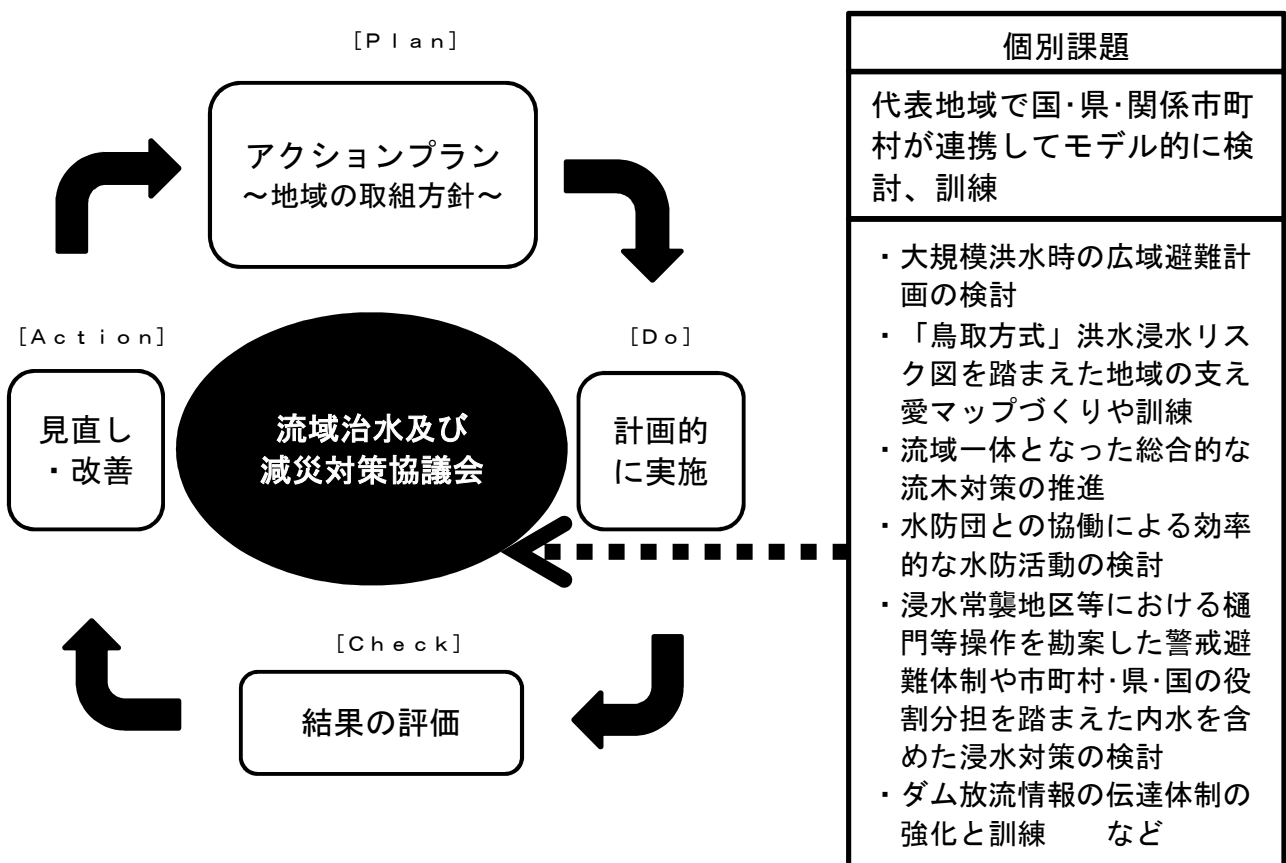 [Plan]
アクションプラン
～地域の取組方針～
[Do]
計画的
に実施
[Check]
結果の評価
[Action]
見直し
・改善
流域治水及び
減災対策協議会
個別課題
代表地域で国･県･関係市町
村が連携してモデル的に検
討、訓練
・大規模洪水時の広域避難計
画の検討
・「鳥取方式」洪水浸水リス
ク図を踏まえた地域の支え
愛マップづくりや訓練
・流域一体となった総合的な
流木対策の推進
・水防団との協働による効率
的な水防活動の検討
・浸水常襲地区等における樋
門等操作を勘案した警戒避
難体制や市町村･県･国の役
割分担を踏まえた内水を含
めた浸水対策の検討
・ダム放流情報の伝達体制の
強化と訓練　　など